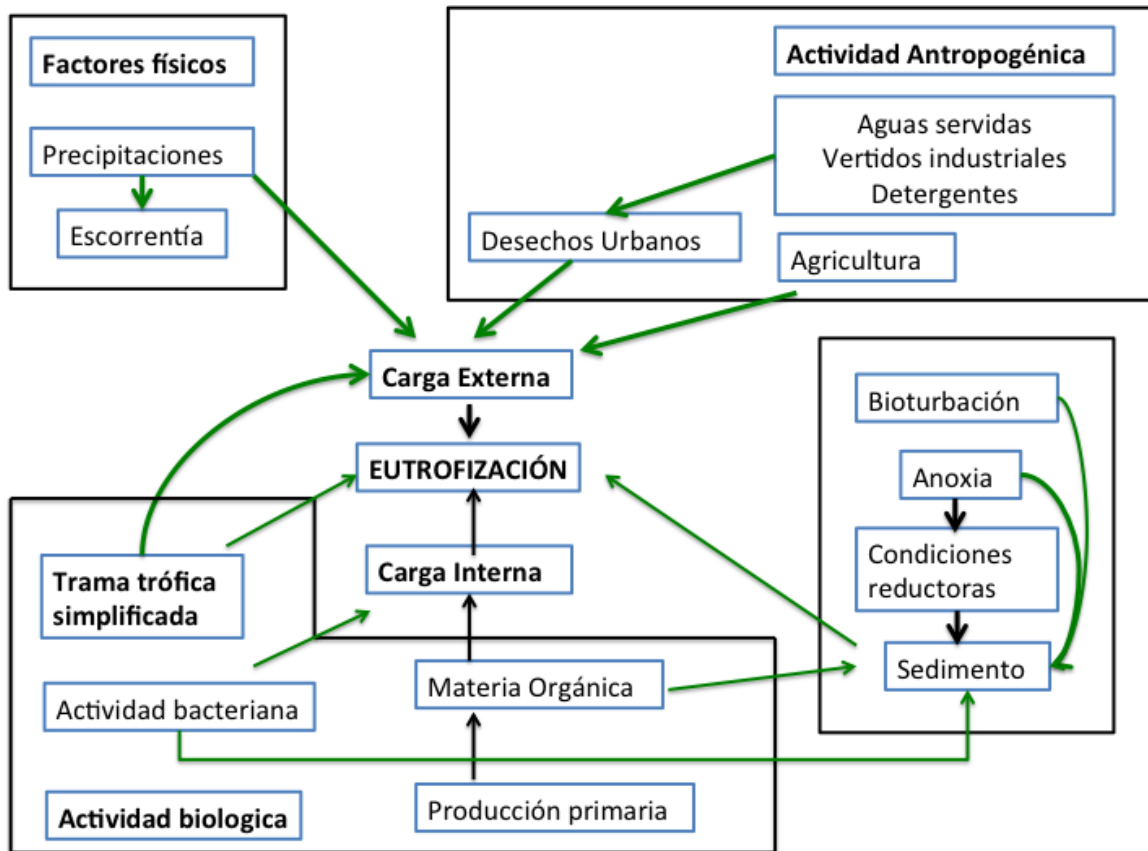 Factores físicos
Precipitaciones
Escorrentía
Actividad Antropogénica
Aguas servidas
Vertidos industriales
Detergentes
Desechos Urbanos
Agricultura
Carga Externa
EUTROFIZACIÓN
Carga Interna
Bioturbación
Anoxia
Condiciones
reductoras
Sedimento
Trama trófica
simplificada
Actividad bacteriana
Materia Orgánica
Producción primaria
Actividad biologica